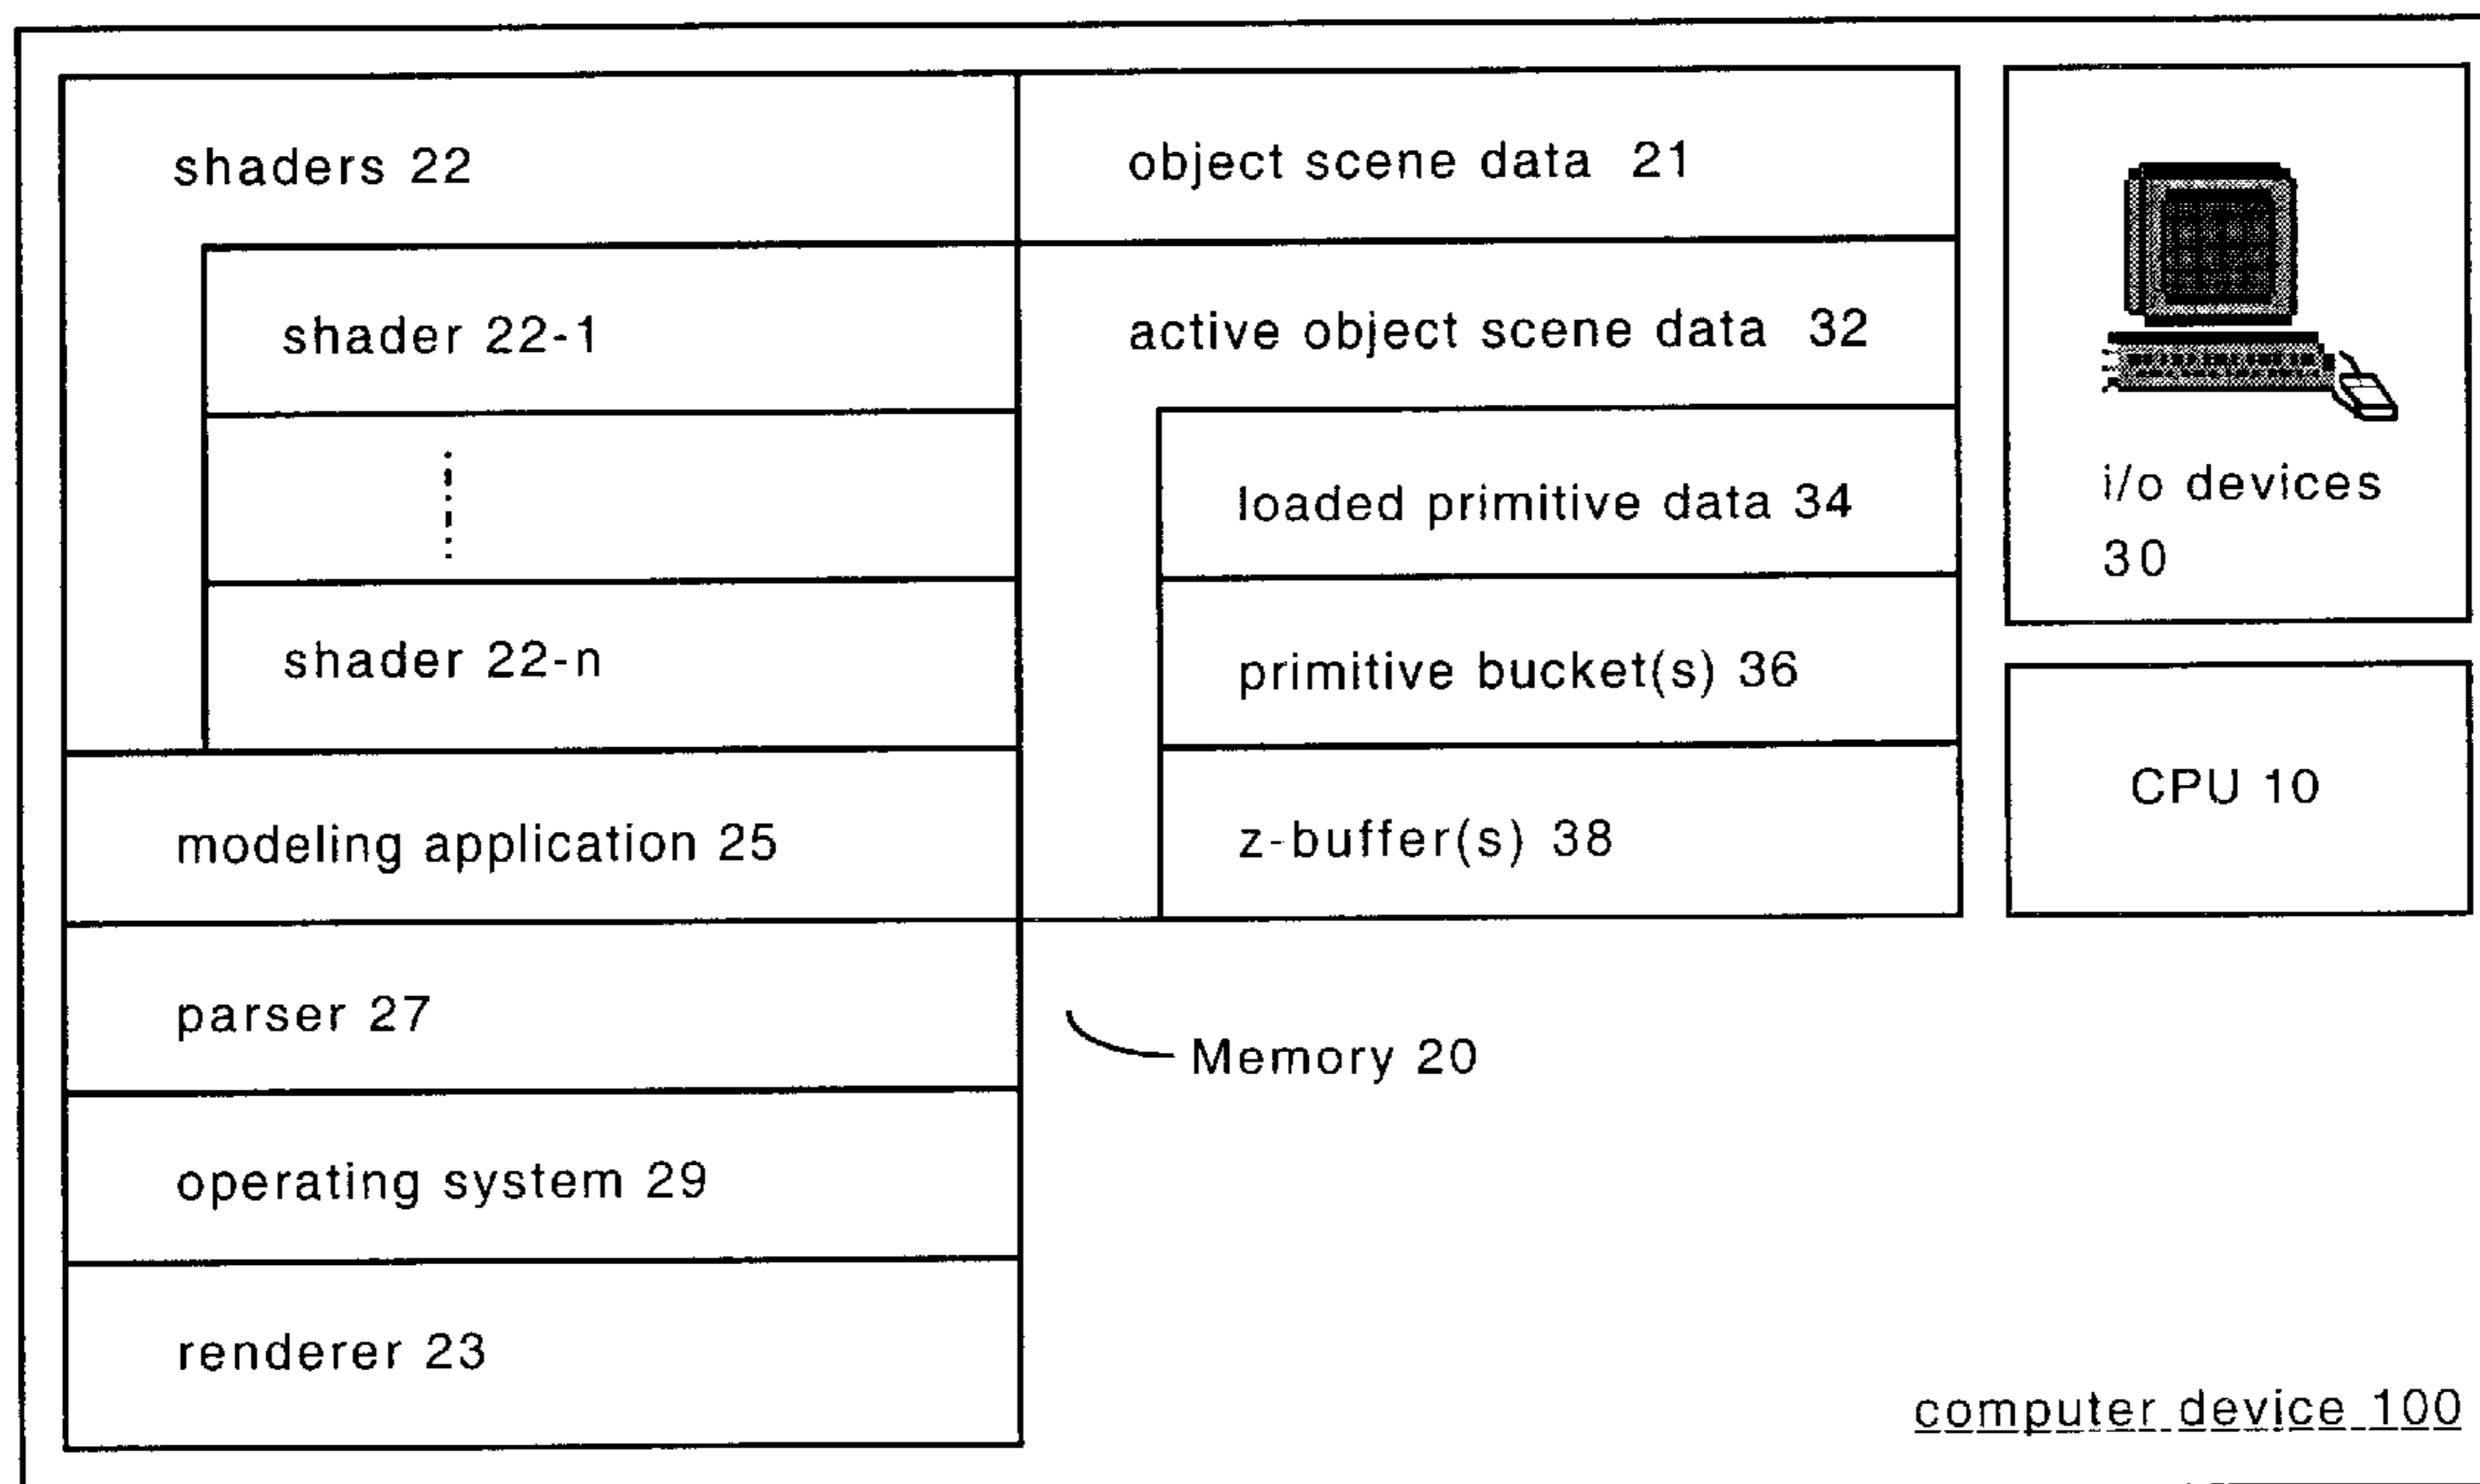 shaders 22
shader 22-1
shader 22-n
modeling application 25
parser 27
operating system 29
renderer 23
object scene data 21
active object scene data 32
loaded primitive data 34
primitive bucket(s) 36
z-buffer(s) 38
Memory 20
i/o devices
30
CPU 10
computer device 100